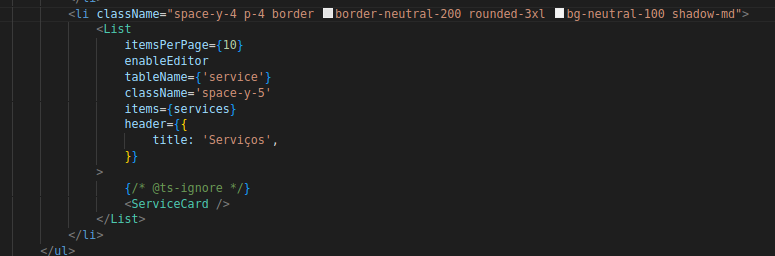 </li>
<li className="space-y-4 p-4 border border-neutral-200 rounded-3xl bg-neutral-100 shadow-md">
<List
itemsPerPage={10}
enableEditor
tableName={'service'}
className='space-y-5'
items={services}
header={{
title: 'Serviços',
}}
>
{/* @ts-ignore */}
<ServiceCard />
</List>
</li>
</ul>